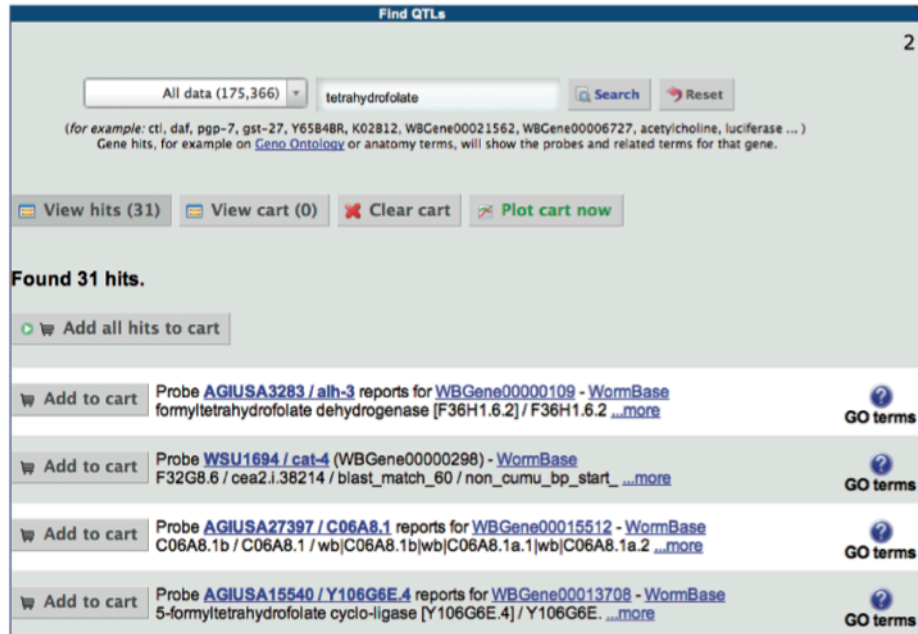 Find QTLs
2
All data (175,366)
tetrahydrofolate
Search
Reset
(for example: ctl, daf, pgp-7, gst-27, Y65B4BR, K02B12, WBGene00021562, WBGene00006727, acetylcholine, luciferase ... )
Gene hits, for example on Geno Ontology or anatomy terms, will show the probes and related terms for that gene.
View hits (31)
View cart (0)
Clear cart
Plot cart now
Found 31 hits.
Add all hits to cart
Add to cart
Probe AGIUSA3283 / alh-3 reports for WBGene00000109 - WormBase
formyltetrahydrofolate dehydrogenase [F36H1.6.2] / F36H1.6.2 ...more
GO terms
Add to cart
Probe WSU1694 / cat-4 (WBGene00000298) - WormBase
F32G8.6 / cea2.i.38214 / blast_match_60 / non_cumu_bp_start_ ...more
GO terms
Add to cart
Probe AGIUSA27397 / C06A8.1 reports for WBGene00015512 - WormBase
C06A8.1b / C06A8.1 / wb|C06A8.1b|wb|C06A8.1a.1|wb|C06A8.1a.2 ...more
GO terms
Add to cart
Probe AGIUSA15540 / Y106G6E.4 reports for WBGene00013708 - WormBase
5-formyltetrahydrofolate cyclo-ligase [Y106G6E.4] / Y106G6E. ...more
GO terms